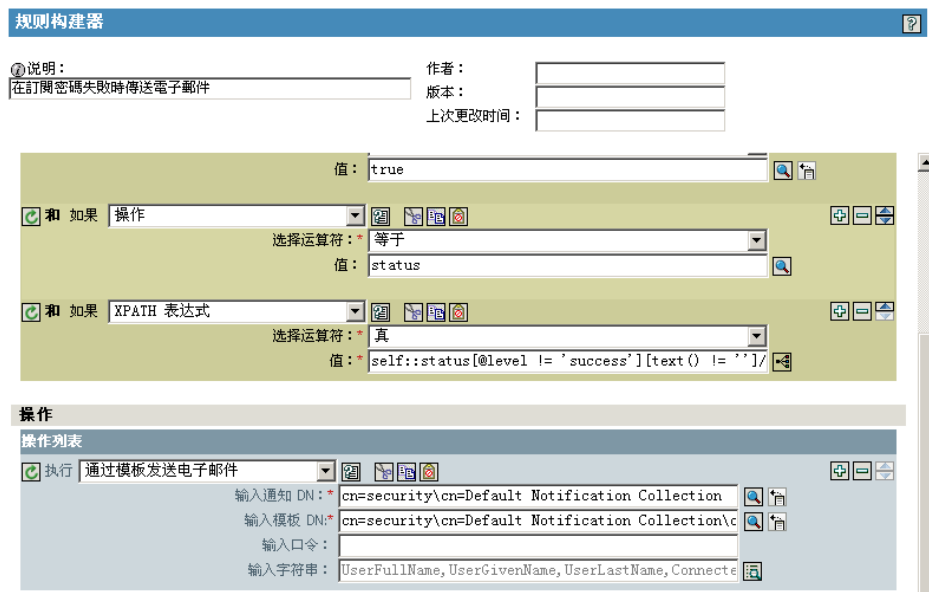 规则构建器
说明：
在訂閱密碼失敗時傳送電子郵件
作者：
版本：
上次更改时间：
值： true
和 如果 操作
选择运算符：* 等于
值： status
和 如果 XPATH 表达式
选择运算符：* 真
值：* self::status[@level != 'success'][text() != '']/
操作
操作列表
执行 通过模板发送电子邮件
输入通知 DN：* cn=security\cn=Default Notification Collection
输入模板 DN:* cn=security\cn=Default Notification Collection\c
输入口令：
输入字符串： UserFullName,UserGivenName,UserLastName,Connecte